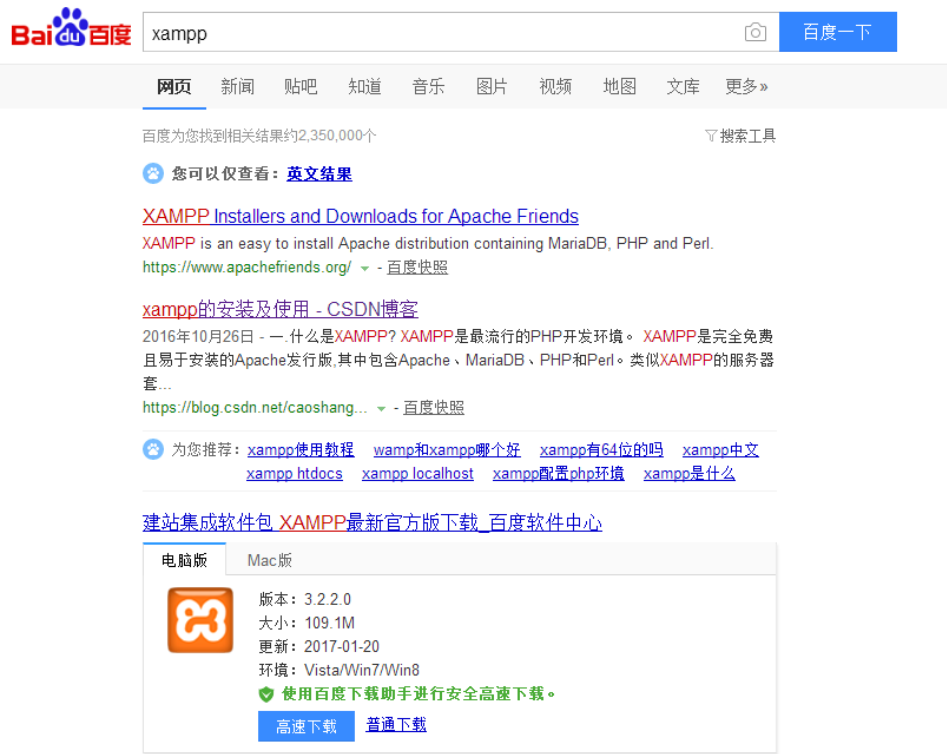 Bai du 百度 xampp 百度一下
网页 新闻 贴吧 知道 音乐 图片 视频 地图 文库 更多»
百度为您找到相关结果约2,350,000个 搜索工具
您可以仅查看：英文结果
XAMPP Installers and Downloads for Apache Friends
XAMPP is an easy to install Apache distribution containing MariaDB, PHP and Perl.
https://www.apachefriends.org/ - 百度快照
xampp的安装及使用 - CSDN博客
2016年10月26日 - 一.什么是XAMPP? XAMPP是最流行的PHP开发环境。 XAMPP是完全免费
且易于安装的Apache发行版,其中包含Apache、MariaDB、PHP和Perl。类似XAMPP的服务器
套...
https://blog.csdn.net/caoshang... - 百度快照
为您推荐： xampp使用教程 wamp和xampp哪个好 xampp有64位的吗 xampp中文
xampp htdocs xampp localhost xampp配置php环境 xampp是什么
建站集成软件包 XAMPP最新官方版下载_百度软件中心
电脑版 Mac版
版本：3.2.2.0
大小：109.1M
更新：2017-01-20
环境：Vista/Win7/Win8
使用百度下载助手进行安全高速下载。
高速下载 普通下载